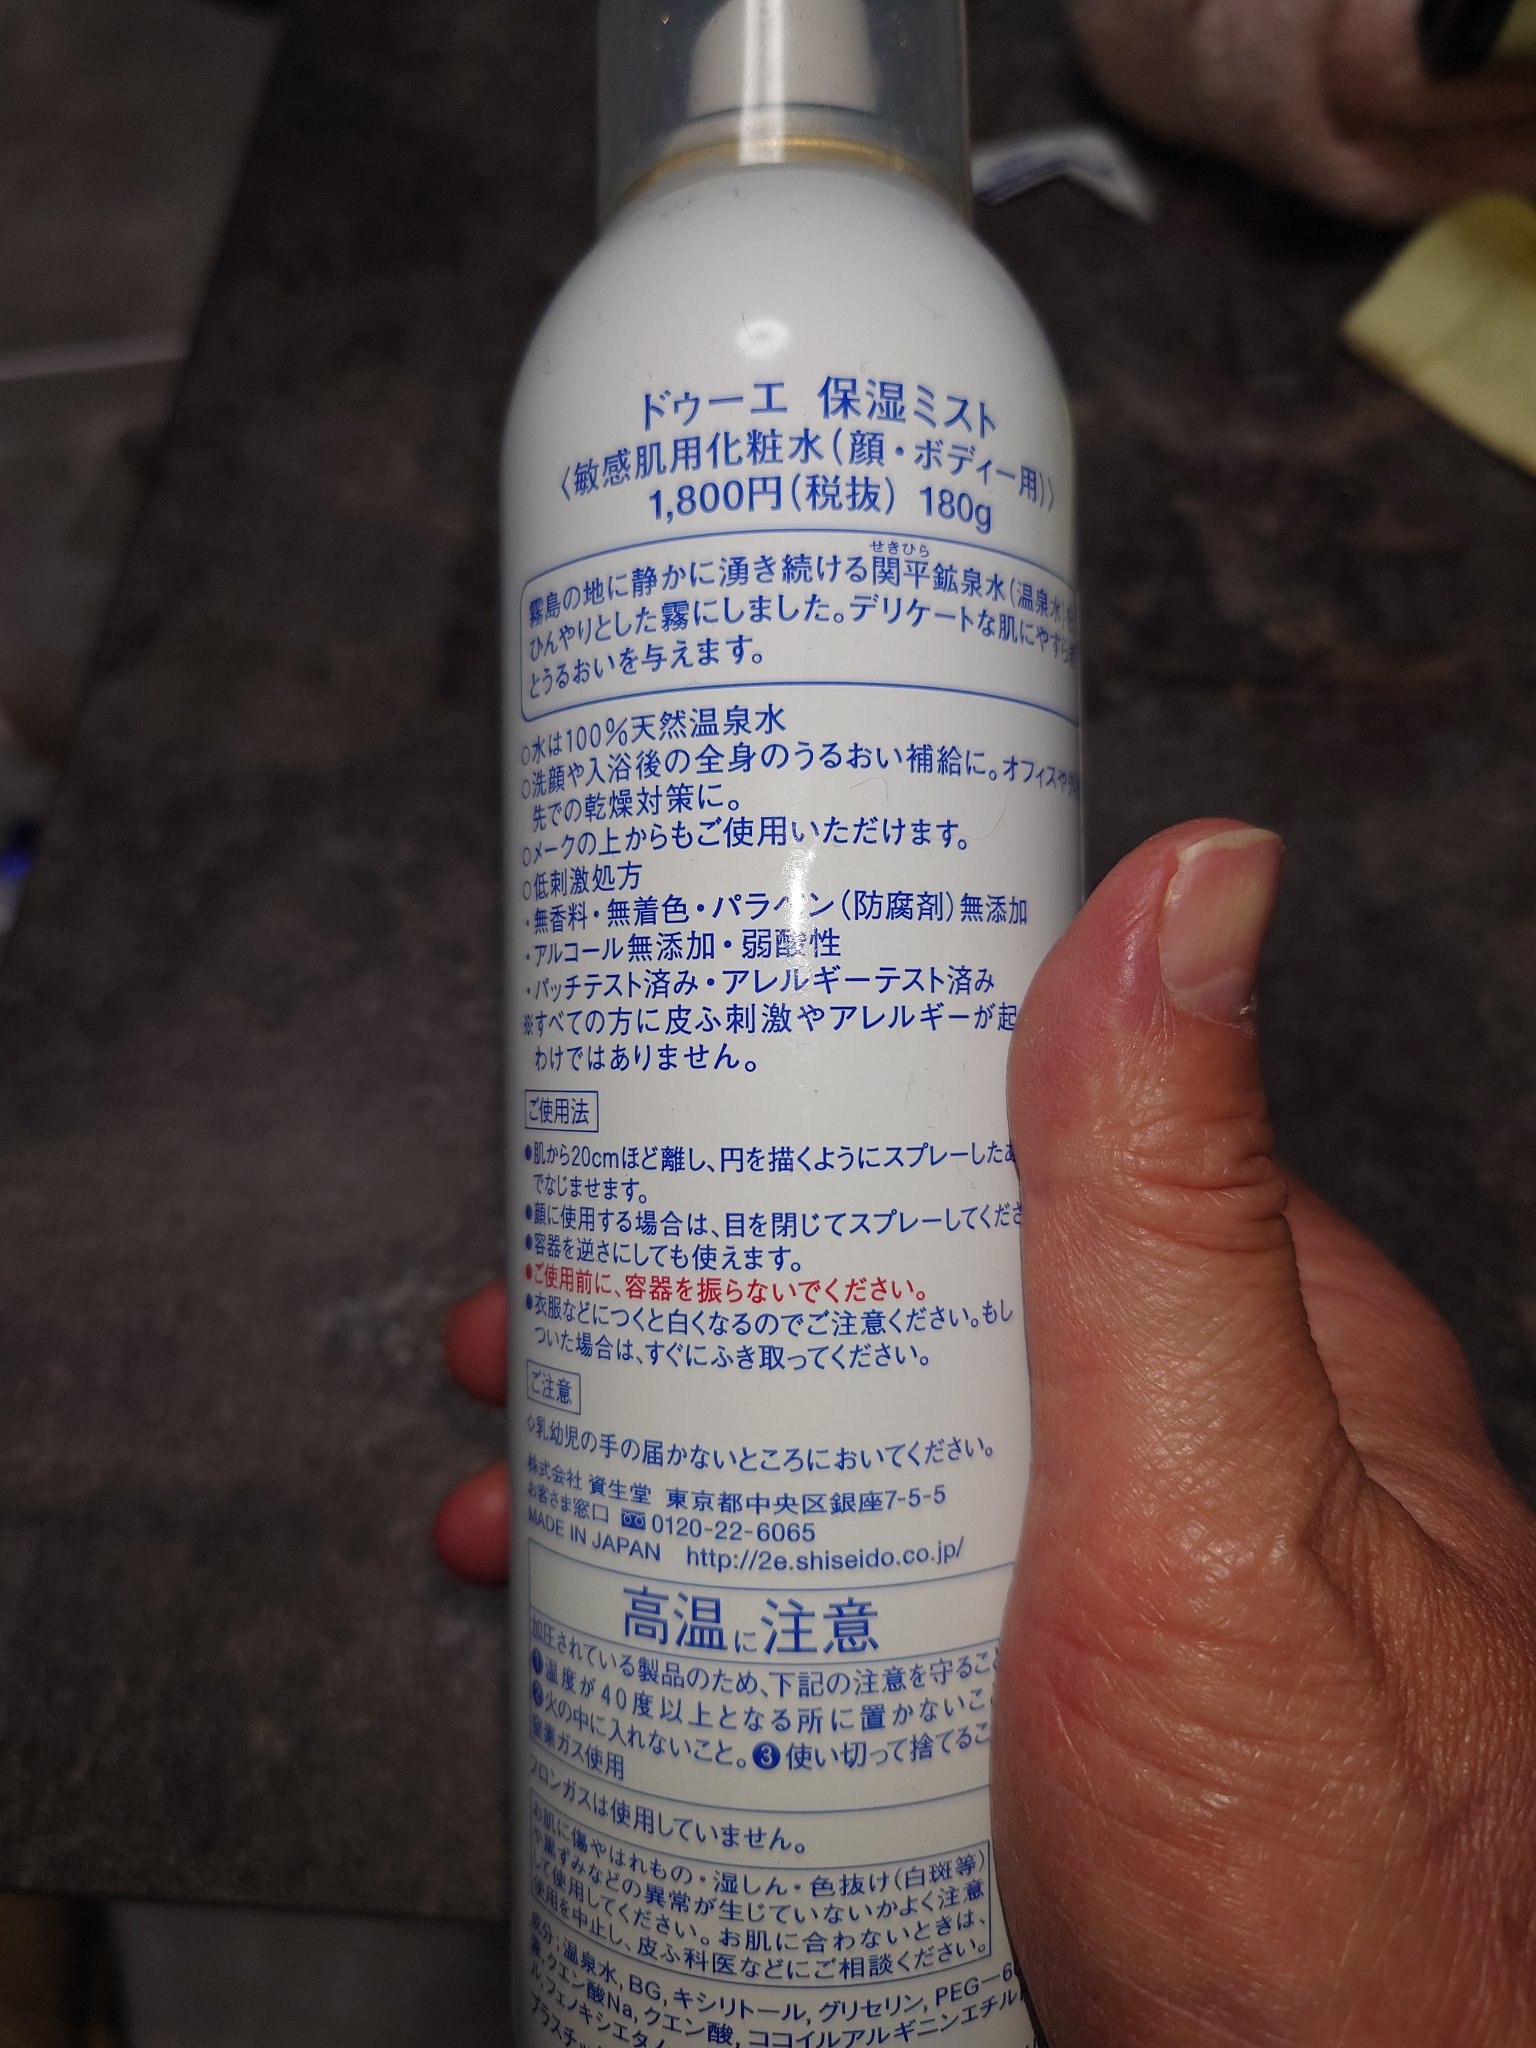 ドゥーエ 保湿ミスト
〈敏感肌用化粧水(顔・ボディー用)〉
1,800円(税抜) 180g
せきひら
霧島の地に静かに湧き続ける関平鉱泉水(温泉水)
ひんやりとした霧にしました。デリケートな肌にやすら
とうるおいを与えます。
○水は100%天然温泉水
○洗顔や入浴後の全身のうるおい補給に。オフィスや
先での乾燥対策に。
○メークの上からもご使用いただけます。
○低刺激処方
・無香料・無着色・パラベン(防腐剤)無添加
・アルコール無添加・弱酸性
・パッチテスト済み・アレルギーテスト済み
※すべての方に皮ふ刺激やアレルギーが起
わけではありません。
ご使用法
●肌から20cmほど離し、円を描くようにスプレーした
でなじませます。
●顔に使用する場合は、目を閉じてスプレーしてくださ
●容器を逆さにしても使えます。
●ご使用前に、容器を振らないでください。
●衣服などにつくと白くなるのでご注意ください。もし
ついた場合は、すぐにふき取ってください。
ご注意
◇乳幼児の手の届かないところにおいてください。
株式会社 資生堂 東京都中央区銀座7-5-5
お客さま窓口 0120-22-6065
MADE IN JAPAN http://2e.shiseido.co.jp/
高温に注意
加圧されている製品のため、下記の注意を守ること
❶温度が40度以上となる所に置かないこ
❷火の中に入れないこと。❸使い切って捨てるこ
窒素ガス使用
フロンガスは使用していません。
お肌に傷やはれもの・湿しん・色抜け(白斑等)
や黒ずみなどの異常が生じていないかよく注意
して使用してください。お肌に合わないときは、
使用を中止し、皮ふ科医などにご相談ください。
成分:温泉水,BG,キシリトール,グリセリン,PEG-6
素,クエン酸Na,クエン酸,ココイルアルギニンエチル
ル,フェノキシエタノ
プラスチッ